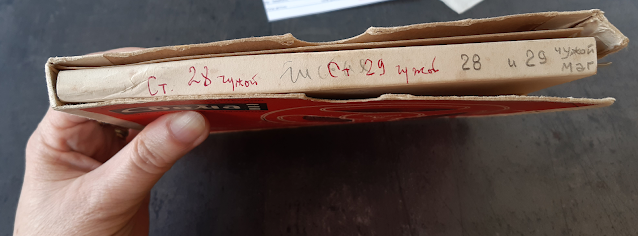 Ст. 28 чужой Ст 29 чужой 28 и 29 чужой
маг